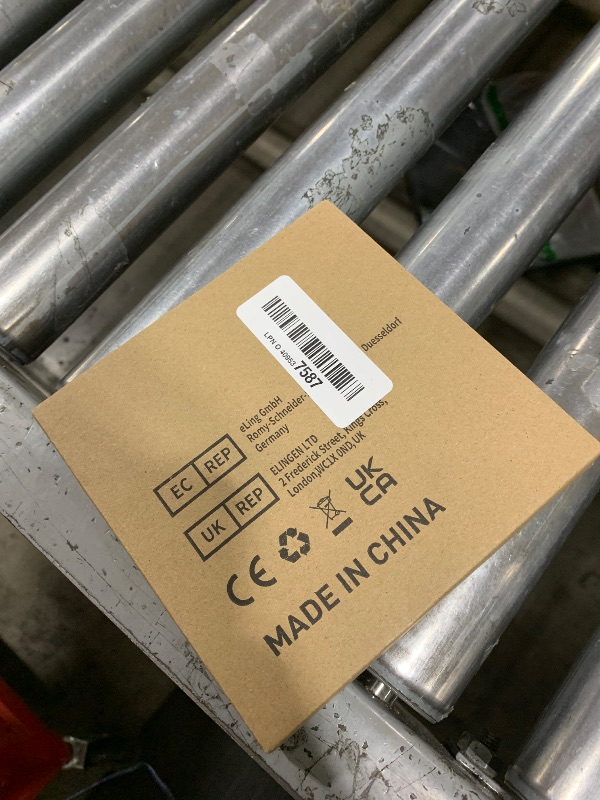 LPN O 40953 7587
Duesseldorf
EC REP
eLing GmbH
Romy-Schneider-
Germany
UK REP
ELINGEN LTD
2 Frederick Street, Kings Cross,
London,WC1X 0ND, UK
CE
UK
CA
MADE IN CHINA